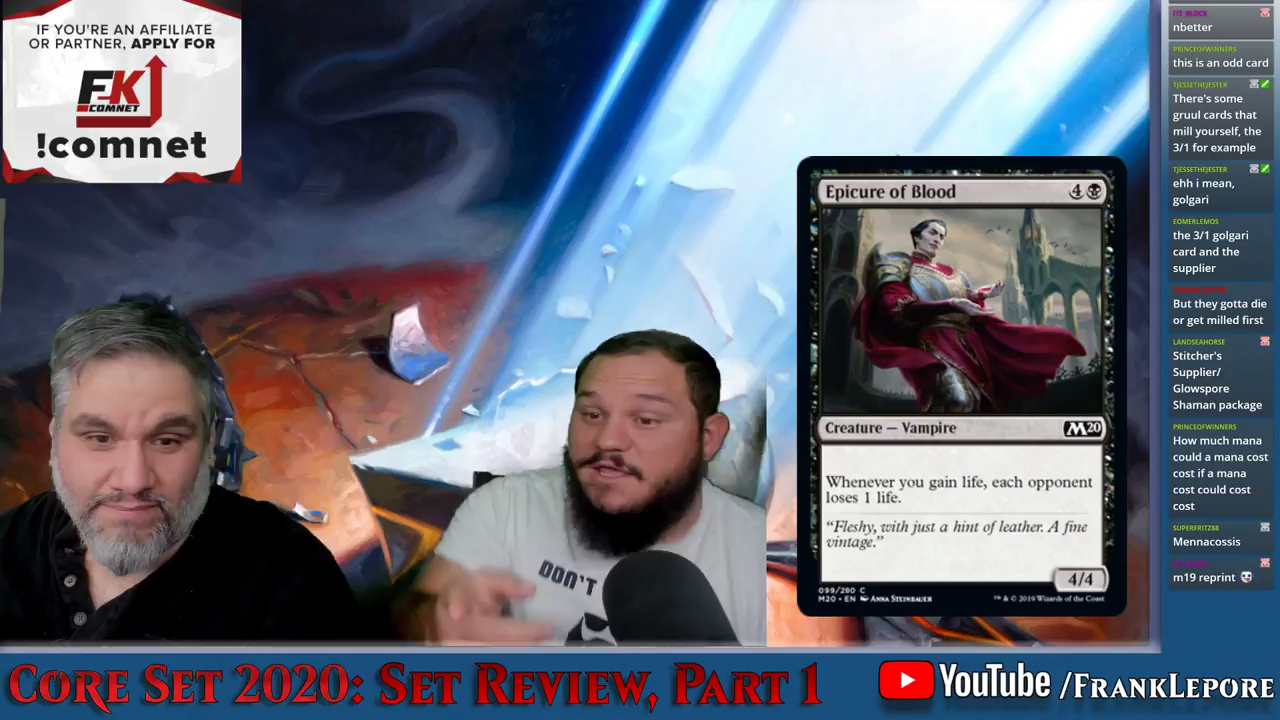 IF YOU'RE AN AFFILIATE
OR PARTNER, APPLY FOR
F2K
COMNET
!comnet
Epicure of Blood 4
Creature — Vampire M20
Whenever you gain life, each opponent
loses 1 life.
"Fleshy, with just a hint of leather. A fine
vintage."
4/4
099/280 C
M20 • EN Anna Steinbauer
™ & © 2019 Wizards of the Coast
DON'T
nbetter
PRINCEOFWINNERS
this is an odd card
TJESSETHEJESTER
There's some
gruul cards that
mill yourself, the
3/1 for example
TJESSETHEJESTER
ehh i mean,
golgari
EOMERLEMOS
the 3/1 golgari
card and the
supplier
But they gotta die
or get milled first
LANDSEAHORSE
Stitcher's
Supplier/
Glowspore
Shaman package
PRINCEOFWINNERS
How much mana
could a mana cost
cost if a mana
cost could cost
cost
SUPERFRITZ88
Mennacossis
m19 reprint
Core Set 2020: Set Review, Part 1
YouTube /FrankLepore